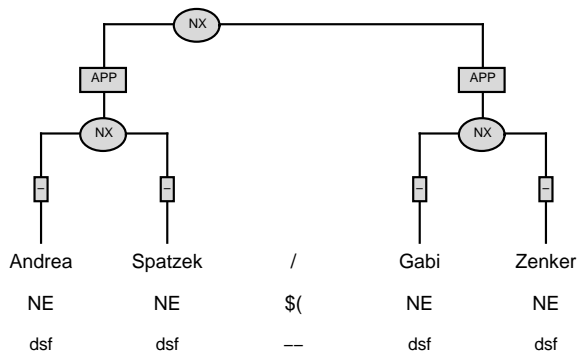 NX
APP APP
NX NX
– – – –
Andrea Spatzek / Gabi Zenker
NE NE $( NE NE
dsf dsf –– dsf dsf